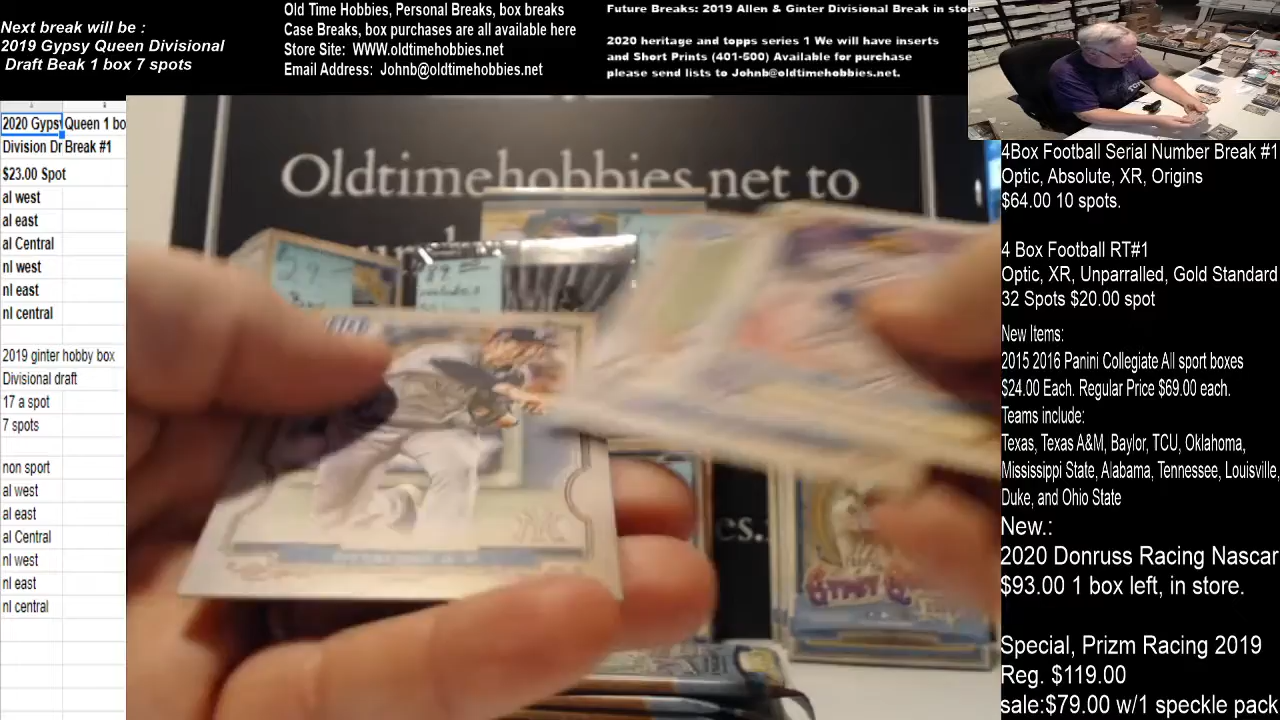 Next break will be :
2019 Gypsy Queen Divisional
Draft Beak 1 box 7 spots
Old Time Hobbies, Personal Breaks, box breaks
Case Breaks, box purchases are all available here
Store Site: WWW.oldtimehobbies.net
Email Address: Johnb@oldtimehobbies.net
Future Breaks: 2019 Allen & Ginter Divisional Break in store
2020 heritage and topps series 1 We will have inserts
and Short Prints (401-500) Available for purchase
please send lists to Johnb@oldtimehobbies.net.
2020 Gypsy Queen 1 bo
Division Dr Break #1
$23.00 Spot
al west
al east
al Central
nl west
nl east
nl central
2019 ginter hobby box
Divisional draft
17 a spot
7 spots
non sport
al west
al east
al Central
nl west
nl east
nl central
Oldtimehobbies.net to
GYPSY
4Box Football Serial Number Break #1
Optic, Absolute, XR, Origins
$64.00 10 spots.
4 Box Football RT#1
Optic, XR, Unparralled, Gold Standard
32 Spots $20.00 spot
New Items:
2015 2016 Panini Collegiate All sport boxes
$24.00 Each. Regular Price $69.00 each.
Teams include:
Texas, Texas A&M, Baylor, TCU, Oklahoma,
Mississippi State, Alabama, Tennessee, Louisville,
Duke, and Ohio State
New.:
2020 Donruss Racing Nascar
$93.00 1 box left, in store.
Special, Prizm Racing 2019
Reg. $119.00
sale:$79.00 w/1 speckle pack